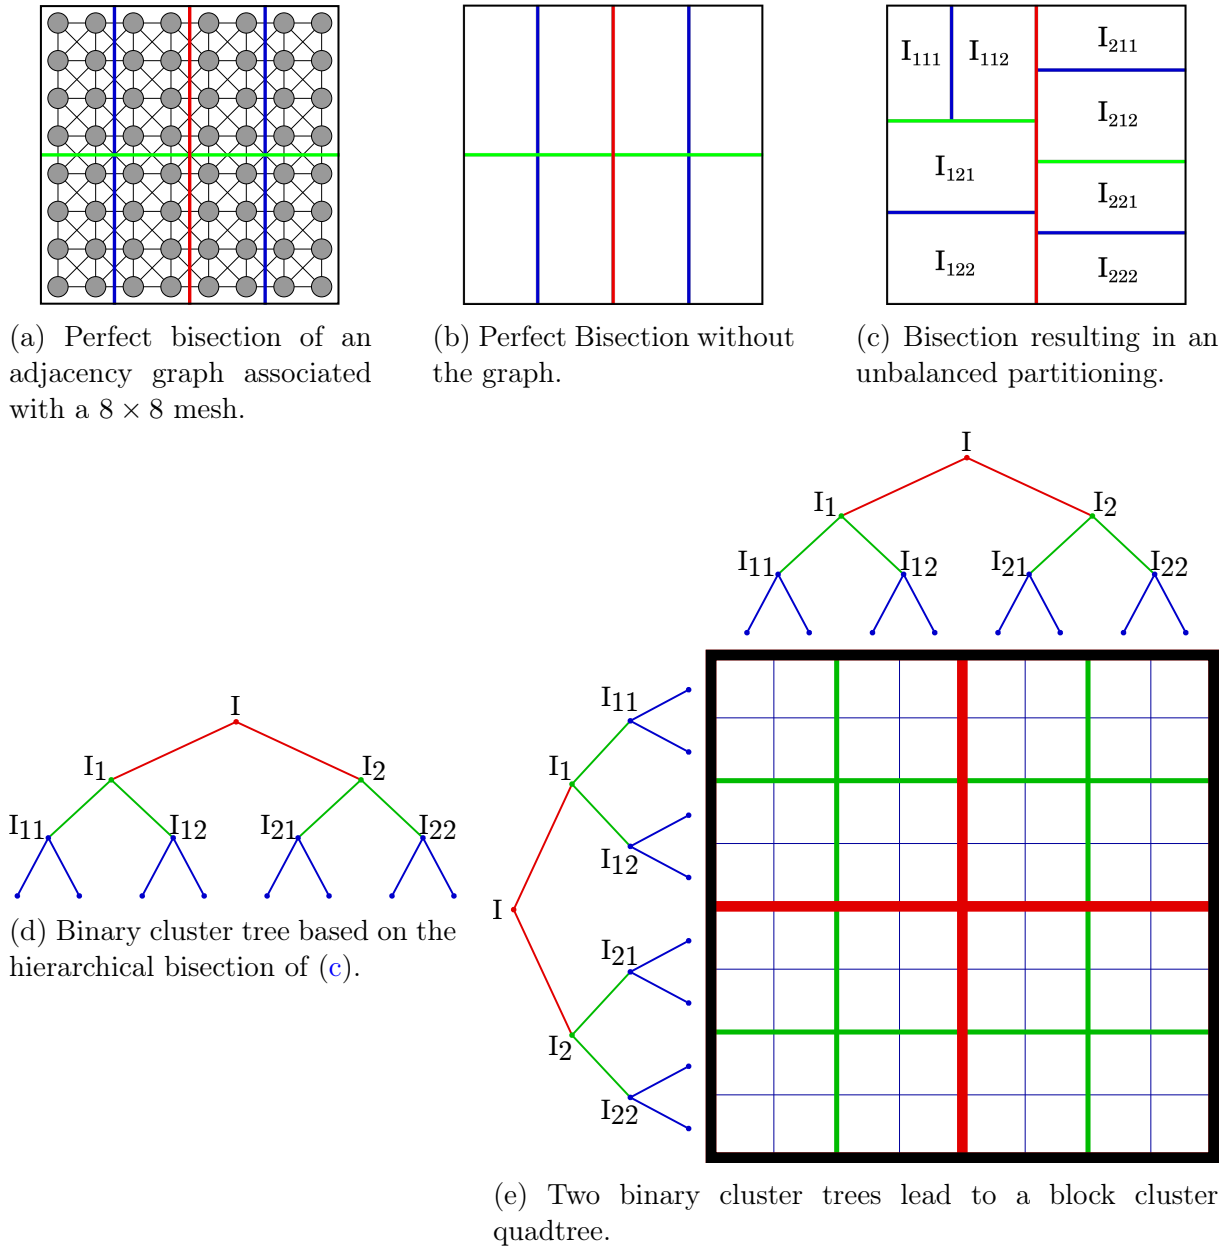 I111 I112 I211
I212
I121
I221
I122 I222
(a) Perfect bisection of an
adjacency graph associated
with a 8 × 8 mesh.
(b) Perfect Bisection without
the graph.
(c) Bisection resulting in an
unbalanced partitioning.
I
I1 I2
I11 I12 I21 I22
I
I1 I2
I11 I12 I21 I22
(d) Binary cluster tree based on the
hierarchical bisection of (c).
I11
I1
I12
I
I21
I2
I22
(e) Two binary cluster trees lead to a block cluster
quadtree.